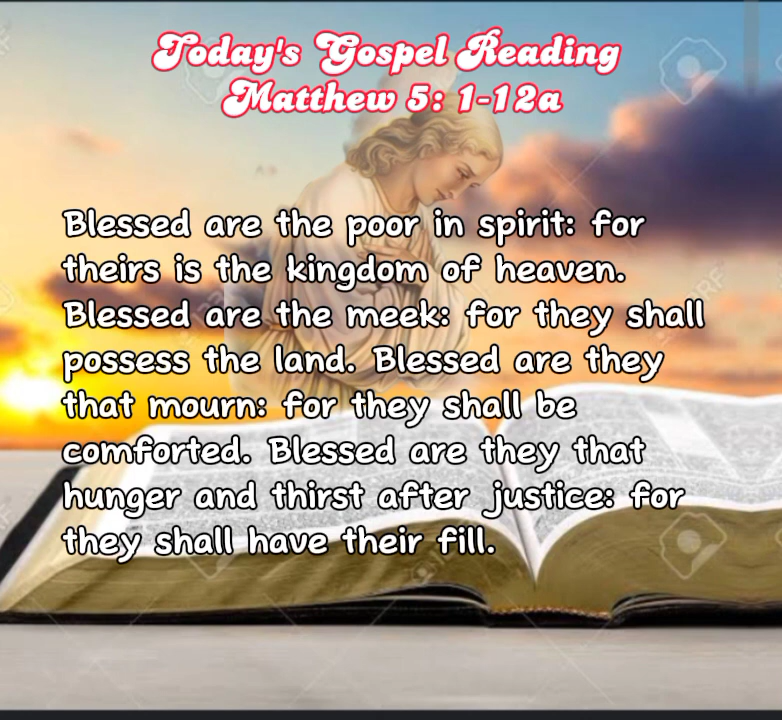 Today's Gospel Reading
Matthew 5: 1-12a
Blessed are the poor in spirit: for
theirs is the kingdom of heaven.
Blessed are the meek: for they shall
possess the land. Blessed are they
that mourn: for they shall be
comforted. Blessed are they that
hunger and thirst after justice: for
they shall have their fill.